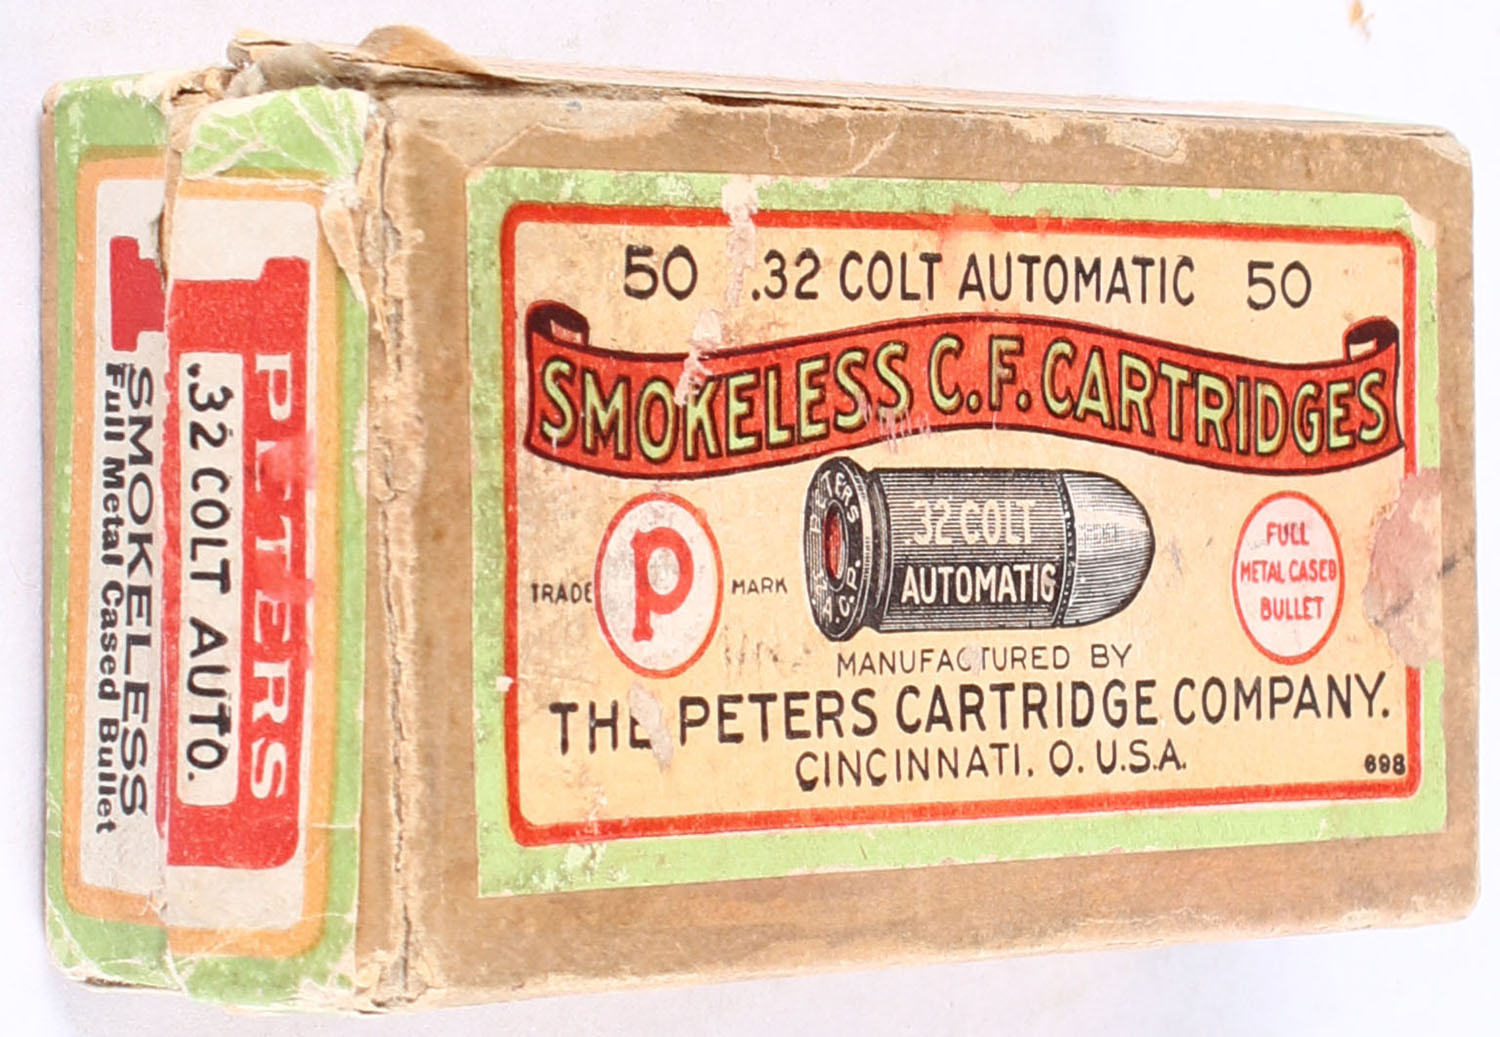 50 .32 COLT AUTOMATIC 50
SMOKELESS C.F. CARTRIDGES
PETERS
.32 COLT
AUTOMATIC
TRADE P MARK
FULL
METAL CASED
BULLET
MANUFACTURED BY
THE PETERS CARTRIDGE COMPANY.
CINCINNATI. O. U.S.A.
698
PETERS
.32 COLT AUTO.
SMOKELESS
Full Metal Cased Bullet